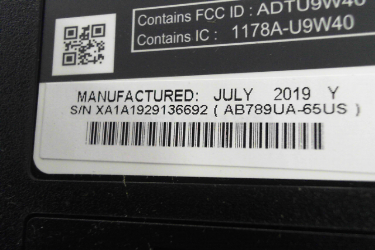 Contains FCC ID : ADTU9W40
Contains IC : 1178A-U9W40
MANUFACTURED: JULY 2019 Y
S/N XA1A1929136692 ( AB789UA-65US )